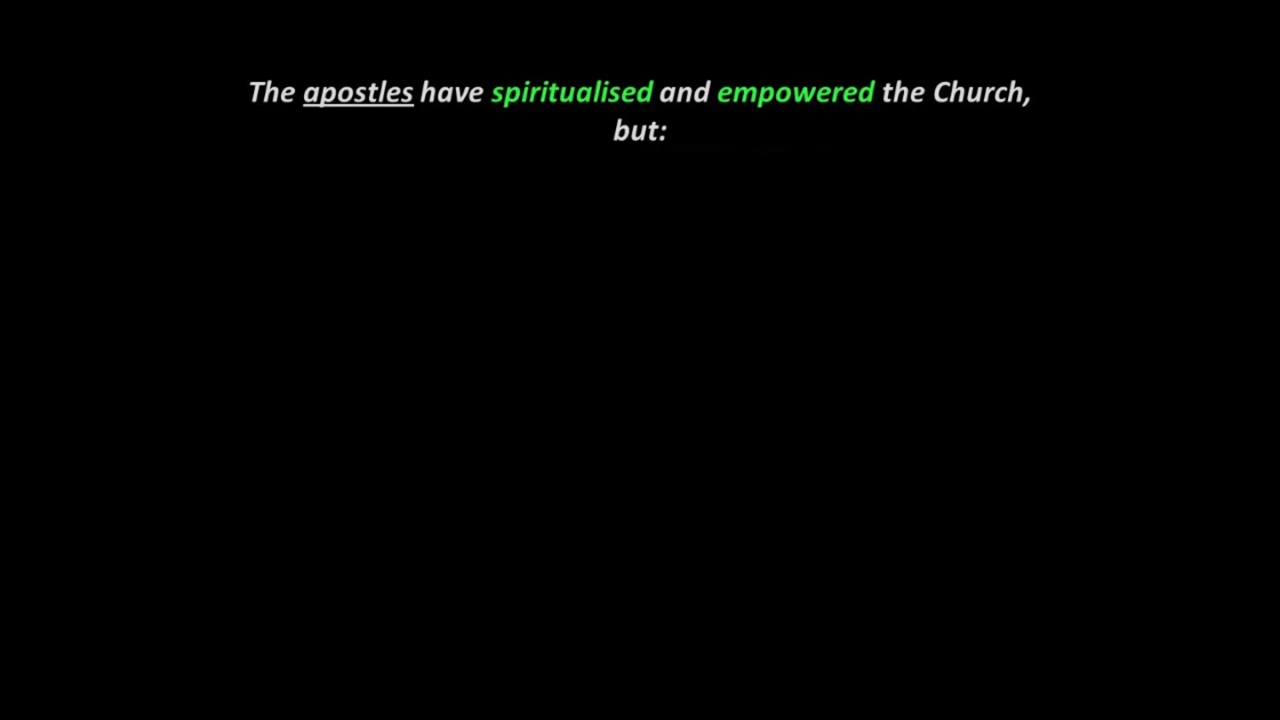 The apostles have spiritualised and empowered the Church,
but: